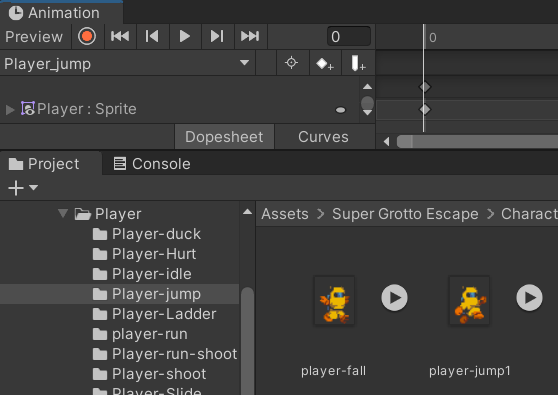 Animation
Preview 0 0
Player_jump
Player : Sprite
Dopesheet Curves
Project Console
Player
Player-duck
Player-Hurt
Player-idle
Player-jump
Player-Ladder
player-run
Player-run-shoot
Player-shoot
Player-Slide
Assets > Super Grotto Escape > Charact
player-fall player-jump1